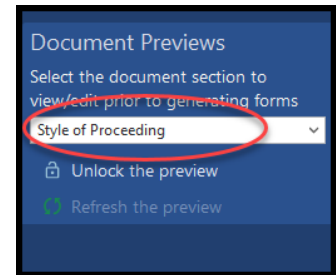 Document Previews
Select the document section to
view/edit prior to generating forms
Style of Proceeding
Unlock the preview
Refresh the preview